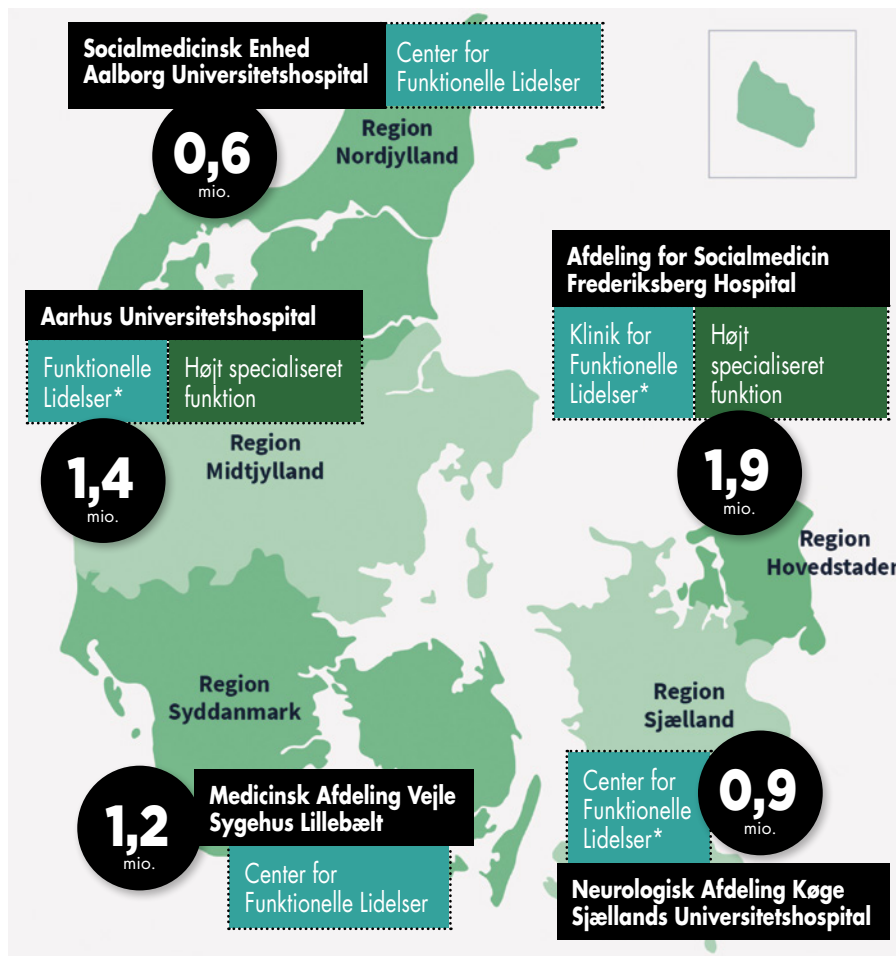 Socialmedicinsk Enhed
Aalborg Universitetshospital
Center for
Funktionelle Lidelser
0,6
mio.
Region
Nordjylland
Afdeling for Socialmedicin
Frederiksberg Hospital
Klinik for
Funktionelle
Lidelser*
Højt
specialiseret
funktion
1,9
mio.
Aarhus Universitetshospital
Funktionelle
Lidelser*
Højt specialiseret
funktion
1,4
mio.
Region
Midtjylland
Region
Hovedstaden
Region
Syddanmark
Region
Sjælland
1,2
mio.
Medicinsk Afdeling Vejle
Sygehus Lillebælt
Center for
Funktionelle Lidelser
Center for
Funktionelle
Lidelser*
0,9
mio.
Neurologisk Afdeling Køge
Sjællands Universitetshospital